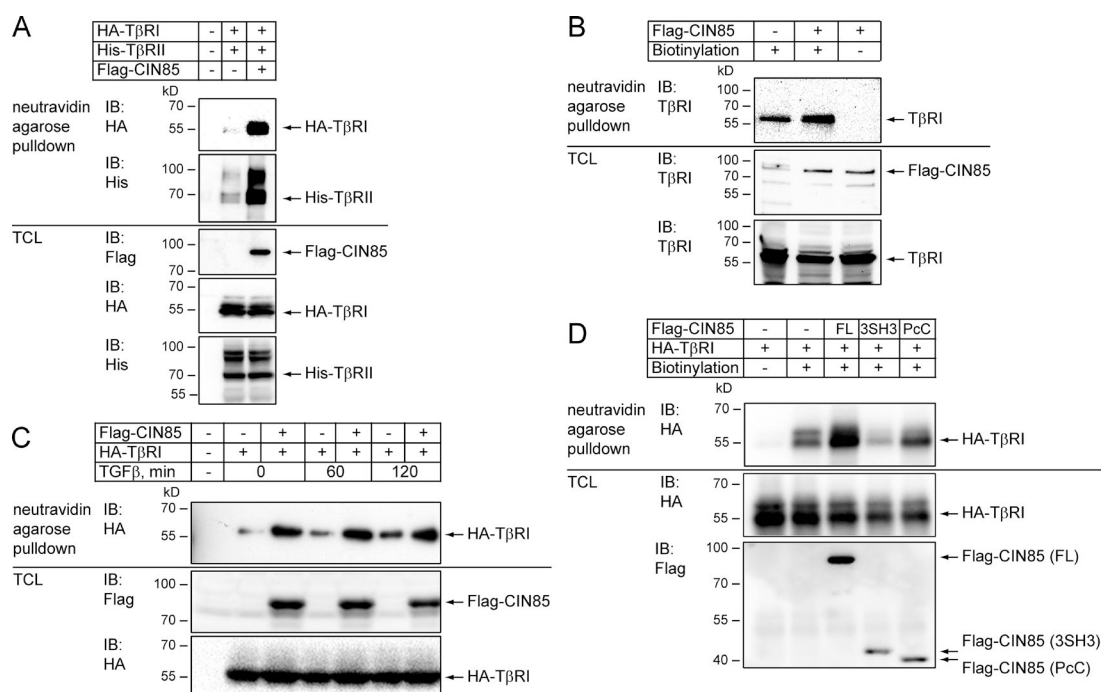 A
HA-TβRI - + +
His-TβRII - + +
Flag-CIN85 - - +
kD
neutravidin agarose pulldown
IB: HA
70
55
HA-TβRI
IB: His
100
70
His-TβRII
TCL
IB: Flag
100
70
Flag-CIN85
IB: HA
70
55
HA-TβRI
IB: His
100
70
55
His-TβRII
B
Flag-CIN85 - + +
Biotinylation + + -
kD
neutravidin agarose pulldown
IB: TβRI
100
70
55
TβRI
TCL
IB: TβRI
100
70
55
Flag-CIN85
IB: TβRI
100
70
55
TβRI
C
Flag-CIN85 - - + - + - +
HA-TβRI - + + + + + +
TGFβ, min - 0 60 120
kD
neutravidin agarose pulldown
IB: HA
70
55
HA-TβRI
TCL
IB: Flag
100
70
Flag-CIN85
IB: HA
70
55
HA-TβRI
D
Flag-CIN85 - - FL 3SH3 PcC
HA-TβRI + + + + +
Biotinylation - + + + +
kD
neutravidin agarose pulldown
IB: HA
70
55
HA-TβRI
TCL
IB: HA
70
55
HA-TβRI
IB: Flag
100
70
55
40
Flag-CIN85 (FL)
Flag-CIN85 (3SH3)
Flag-CIN85 (PcC)